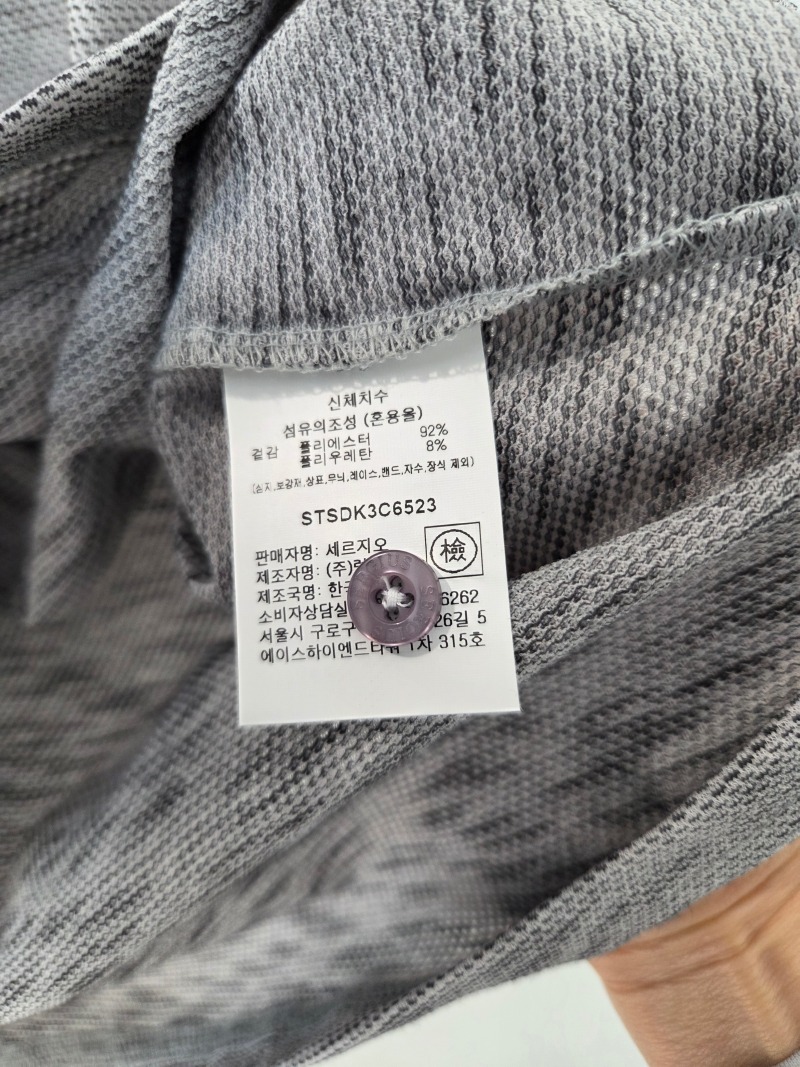 신체치수
섬유의조성 (혼용율)
겉감 폴리에스터 92%
폴리우레탄 8%
(심지,보강재,상표,무늬,레이스,밴드,자수,장식 제외)
STSDK3C6523
판매자명: 세르지오
檢
제조자명: (주)
제조국명: 한
소비자상담실 6262
서울시 구로구 26길 5
에이스하이엔드타워 1차 315호